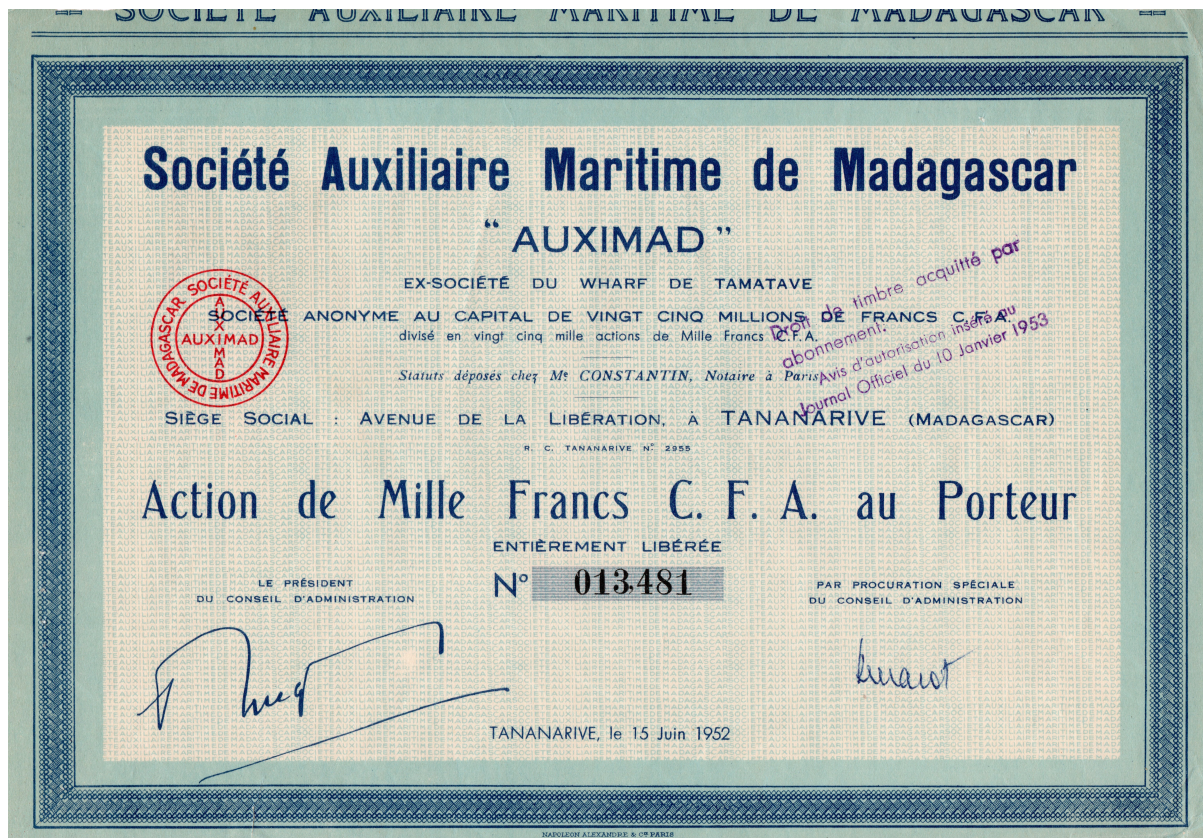 SOCIÉTÉ AUXILIAIRE MARITIME DE MADAGASCAR
Société Auxiliaire Maritime de Madagascar
“ AUXIMAD ”
EX-SOCIÉTÉ DU WHARF DE TAMATAVE
SOCIÉTÉ ANONYME AU CAPITAL DE VINGT CINQ MILLIONS DE FRANCS C.F.A.
divisé en vingt cinq mille actions de Mille Francs C.F.A.
Statuts déposés chez Mᵉ CONSTANTIN, Notaire à Paris
SOCIÉTÉ AUXILIAIRE MARITIME DE MADAGASCAR
AUXIMAD
AUXIMAD
Droit de timbre acquitté par
abonnement.
Avis d'autorisation inséré au
Journal Officiel du 10 Janvier 1953
SIÈGE SOCIAL : AVENUE DE LA LIBÉRATION, À TANANARIVE (MADAGASCAR)
R. C. TANANARIVE N° 2955
Action de Mille Francs C. F. A. au Porteur
ENTIÈREMENT LIBÉRÉE
N° 013,481
LE PRÉSIDENT
DU CONSEIL D'ADMINISTRATION
PAR PROCURATION SPÉCIALE
DU CONSEIL D'ADMINISTRATION
TANANARIVE, le 15 Juin 1952
NAPOLEON ALEXANDRE & Cº PARIS